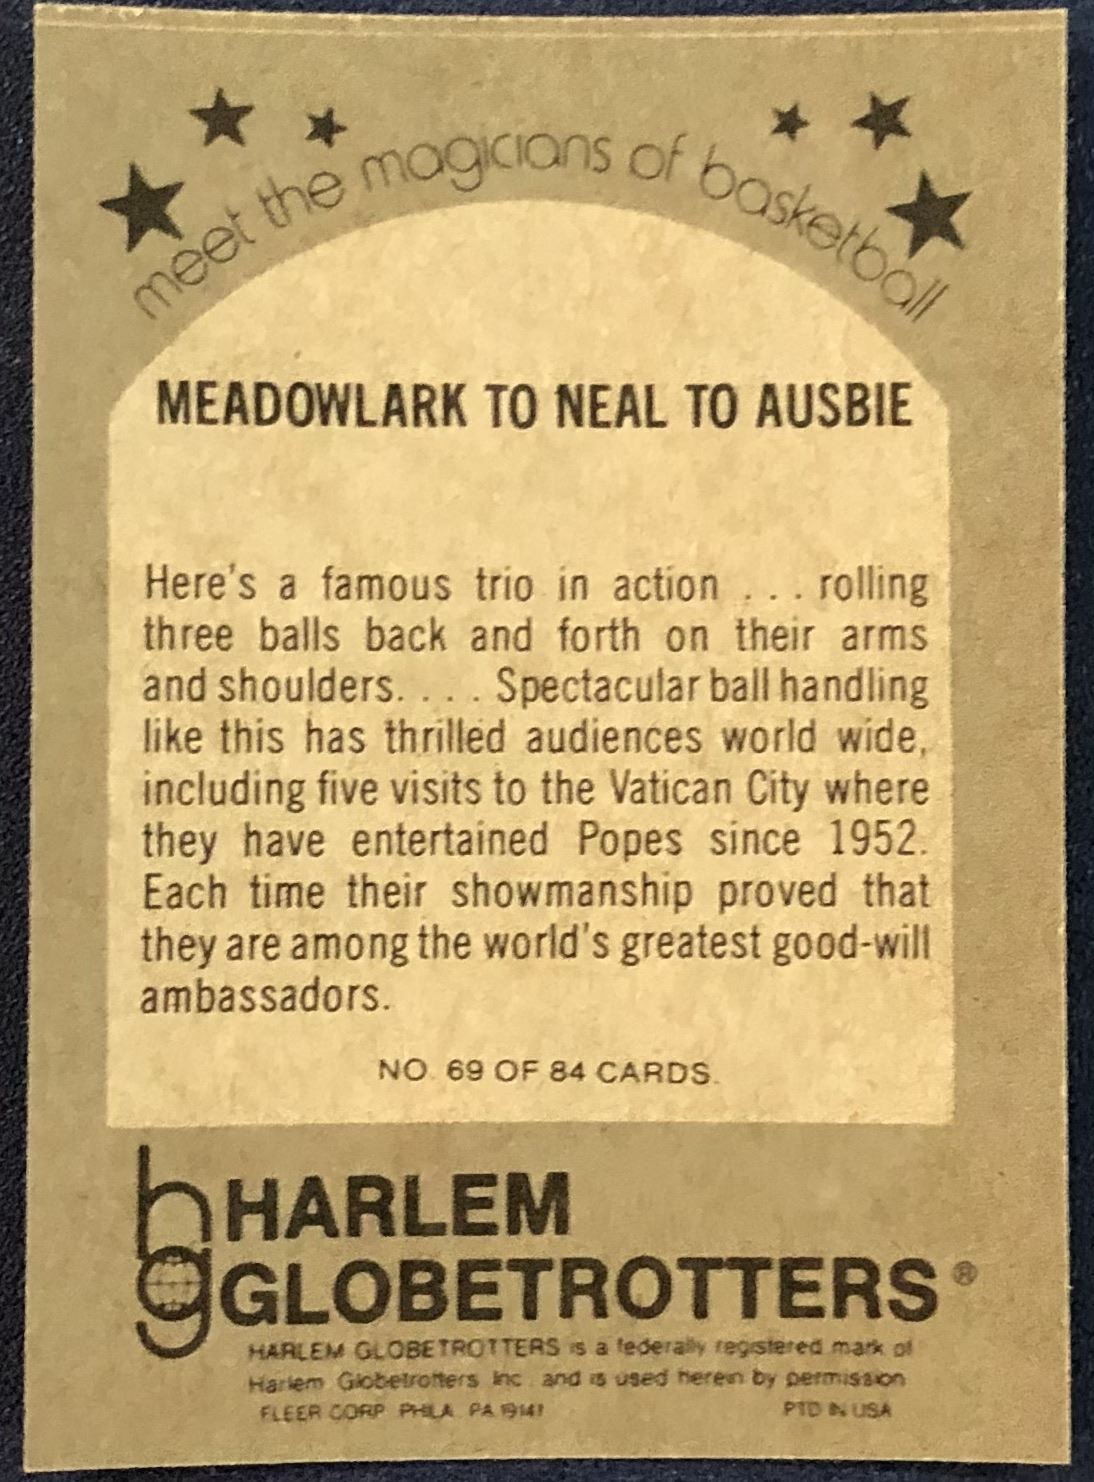 meet the magicians of basketball
MEADOWLARK TO NEAL TO AUSBIE
Here's a famous trio in action ... rolling
three balls back and forth on their arms
and shoulders. . . . Spectacular ball handling
like this has thrilled audiences world wide,
including five visits to the Vatican City where
they have entertained Popes since 1952.
Each time their showmanship proved that
they are among the world's greatest good-will
ambassadors.
NO. 69 OF 84 CARDS.
hg HARLEM
GLOBETROTTERS®
HARLEM GLOBETROTTERS is a federally registered mark of
Harlem Globetrotters Inc. and is used herein by permission
FLEER CORP. PHILA. PA 19141 PTD IN USA